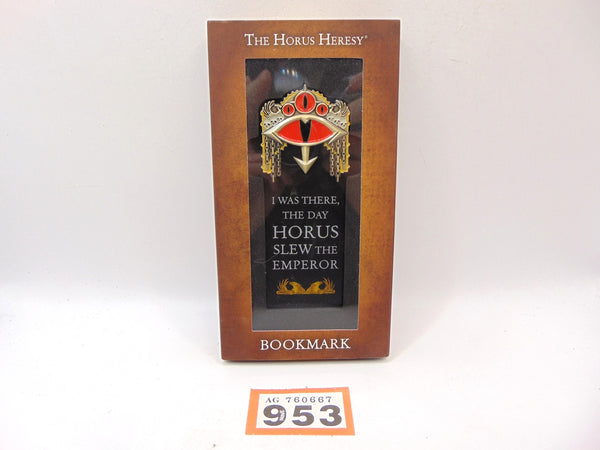 THE HORUS HERESY®
I WAS THERE,
THE DAY
HORUS
SLEW THE
EMPEROR
BOOKMARK
AG 760667
953